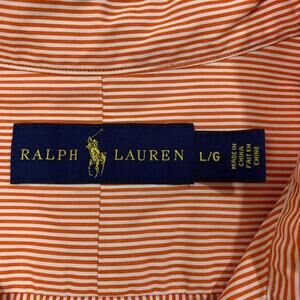 RALPH LAUREN
L/G
MADE IN
CHINA
FAIT EN
CHINE